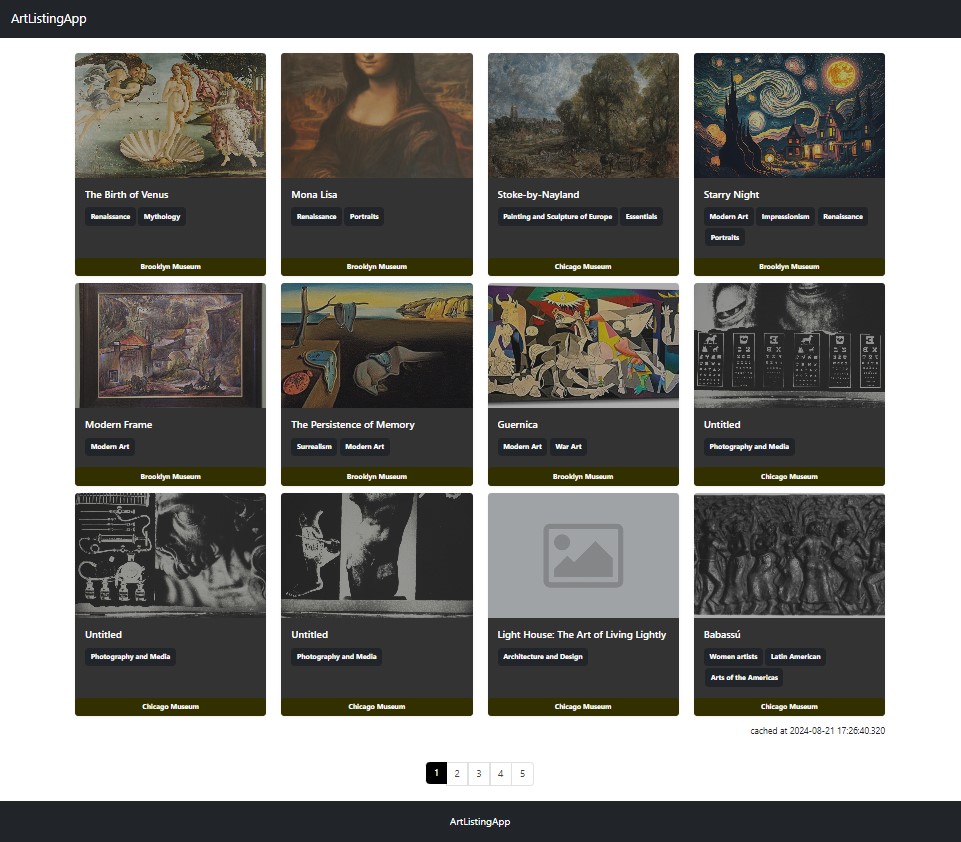 ArtListingApp
The Birth of Venus
Renaissance Mythology
Brooklyn Museum
Mona Lisa
Renaissance Portraits
Brooklyn Museum
Stoke-by-Nayland
Painting and Sculpture of Europe Essentials
Chicago Museum
Starry Night
Modern Art Impressionism Renaissance
Portraits
Brooklyn Museum
Modern Frame
Modern Art
Brooklyn Museum
The Persistence of Memory
Surrealism Modern Art
Brooklyn Museum
Guernica
Modern Art War Art
Brooklyn Museum
Untitled
Photography and Media
Chicago Museum
Untitled
Photography and Media
Chicago Museum
Untitled
Photography and Media
Chicago Museum
Light House: The Art of Living Lightly
Architecture and Design
Chicago Museum
Babassú
Women artists Latin American
Arts of the Americas
Chicago Museum
cached at 2024-08-21 17:26:40.320
1 2 3 4 5
ArtListingApp